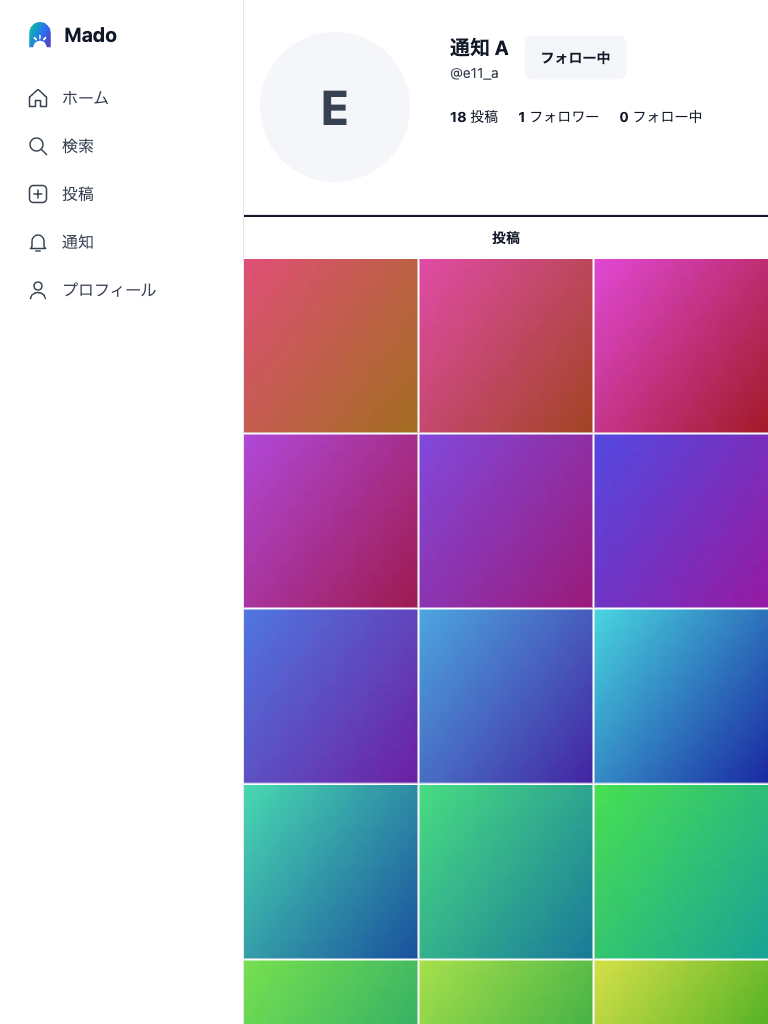 Mado
ホーム
検索
投稿
通知
プロフィール
E
通知 A
フォロー中
@e11_a
18 投稿 1 フォロワー 0 フォロー中
投稿